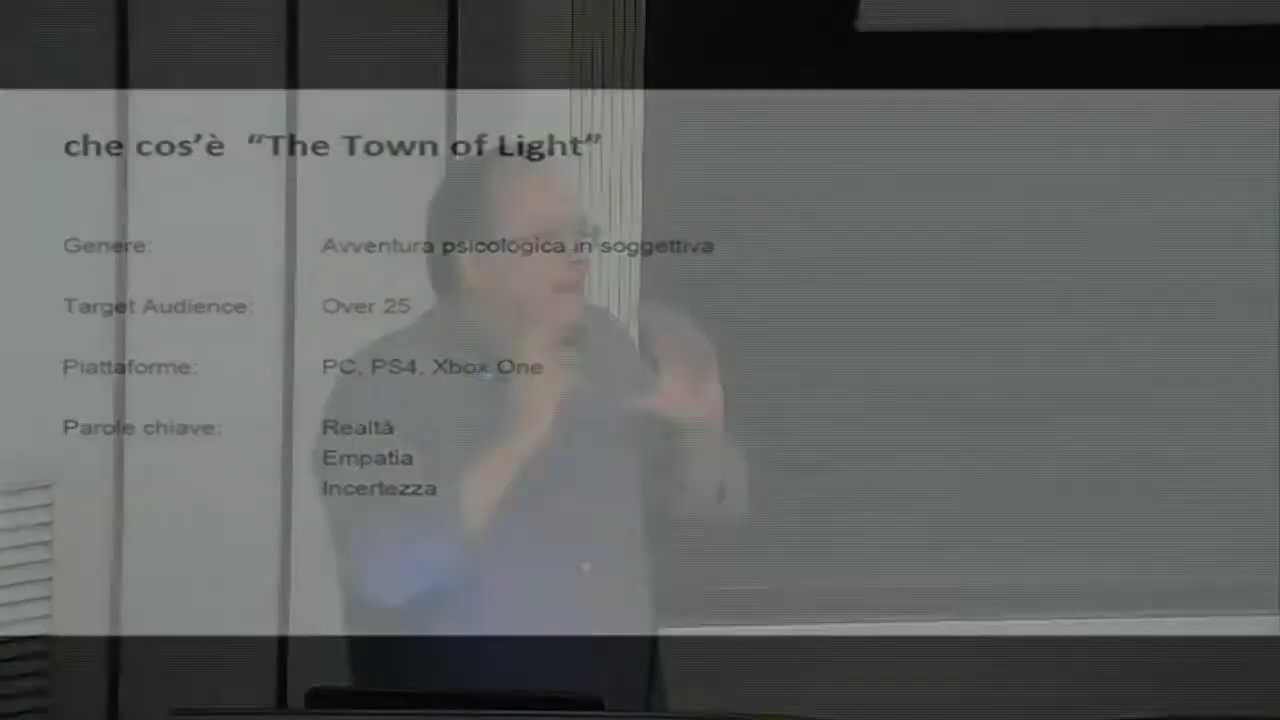 che cos'è “The Town of Light”
Genere: Avventura psicologica in soggettiva
Target Audience: Over 25
Piattaforme: PC, PS4, Xbox One
Parole chiave: Realtà
Empatia
Incertezza